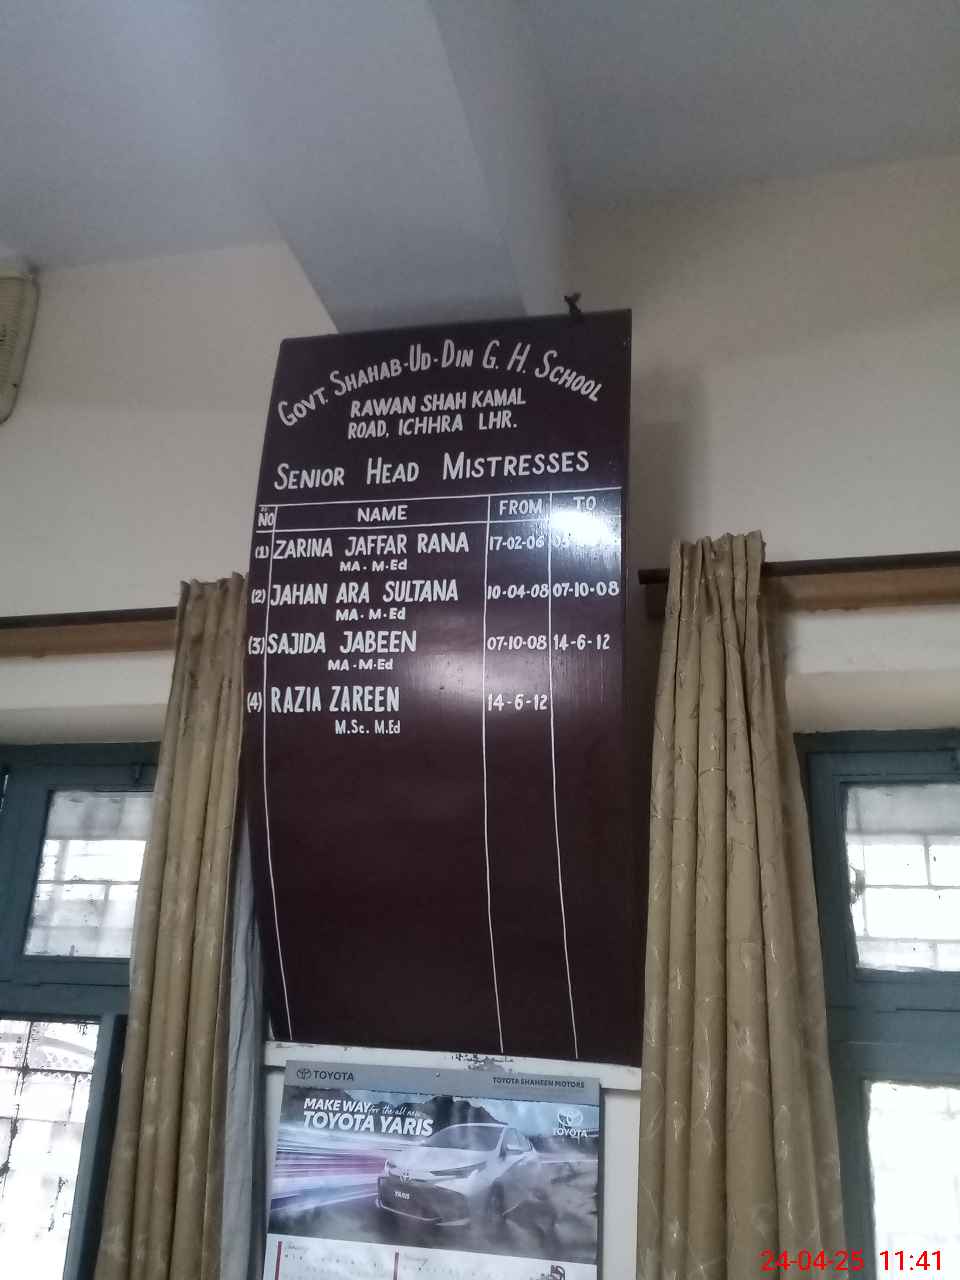 GOVT. SHAHAB-UD-DIN G. H. SCHOOL
RAWAN SHAH KAMAL
ROAD, ICHHRA LHR.
SENIOR HEAD MISTRESSES
NO NAME FROM TO
(1) ZARINA JAFFAR RANA 17-02-06
MA. M.Ed
(2) JAHAN ARA SULTANA 10-04-08 07-10-08
MA. M.Ed
(3) SAJIDA JABEEN 07-10-08 14-6-12
MA.M.Ed
(4) RAZIA ZAREEN 14-6-12
M.Sc. M.Ed
TOYOTA TOYOTA SHAHEEN MOTORS
MAKE WAY for the all new
TOYOTA YARIS
TOYOTA
YARIS
24-04-25 11:41